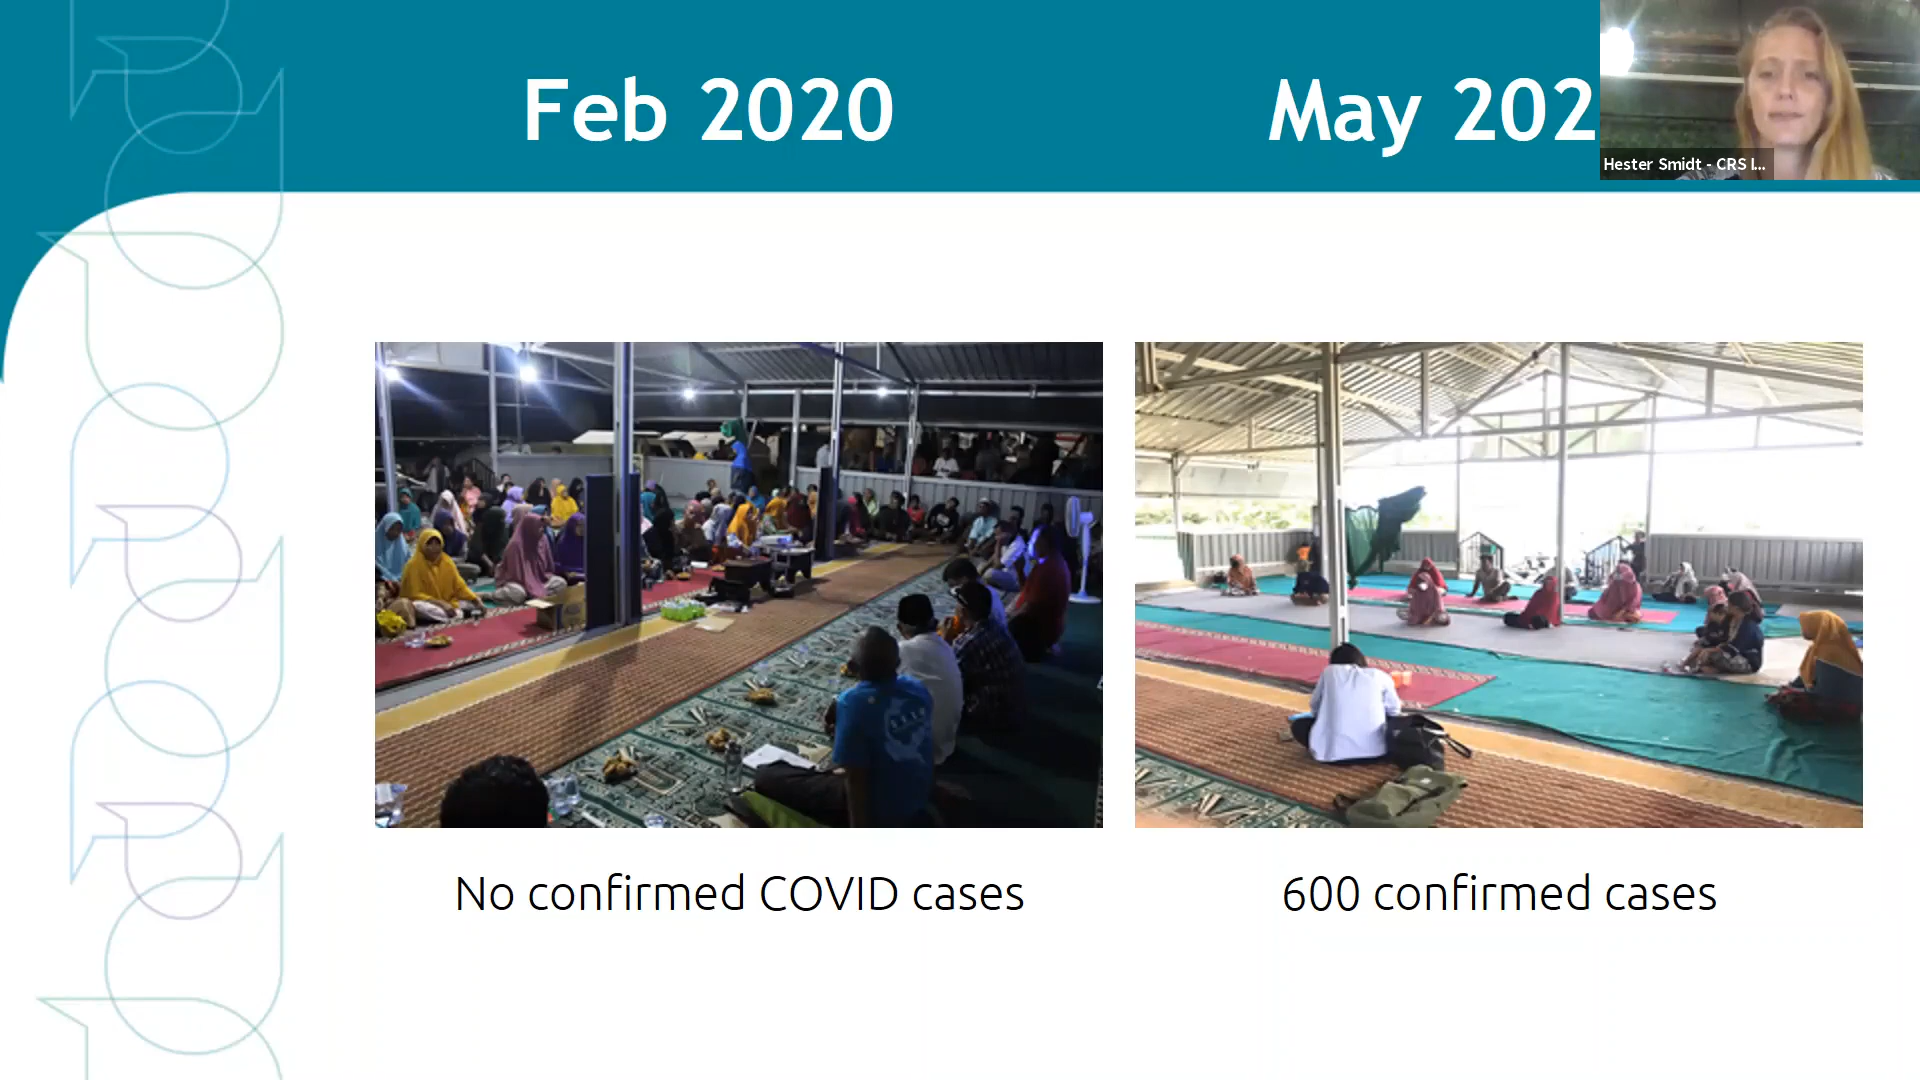 Feb 2020
May 202
Hester Smidt - CRS I...
No confirmed COVID cases
600 confirmed cases